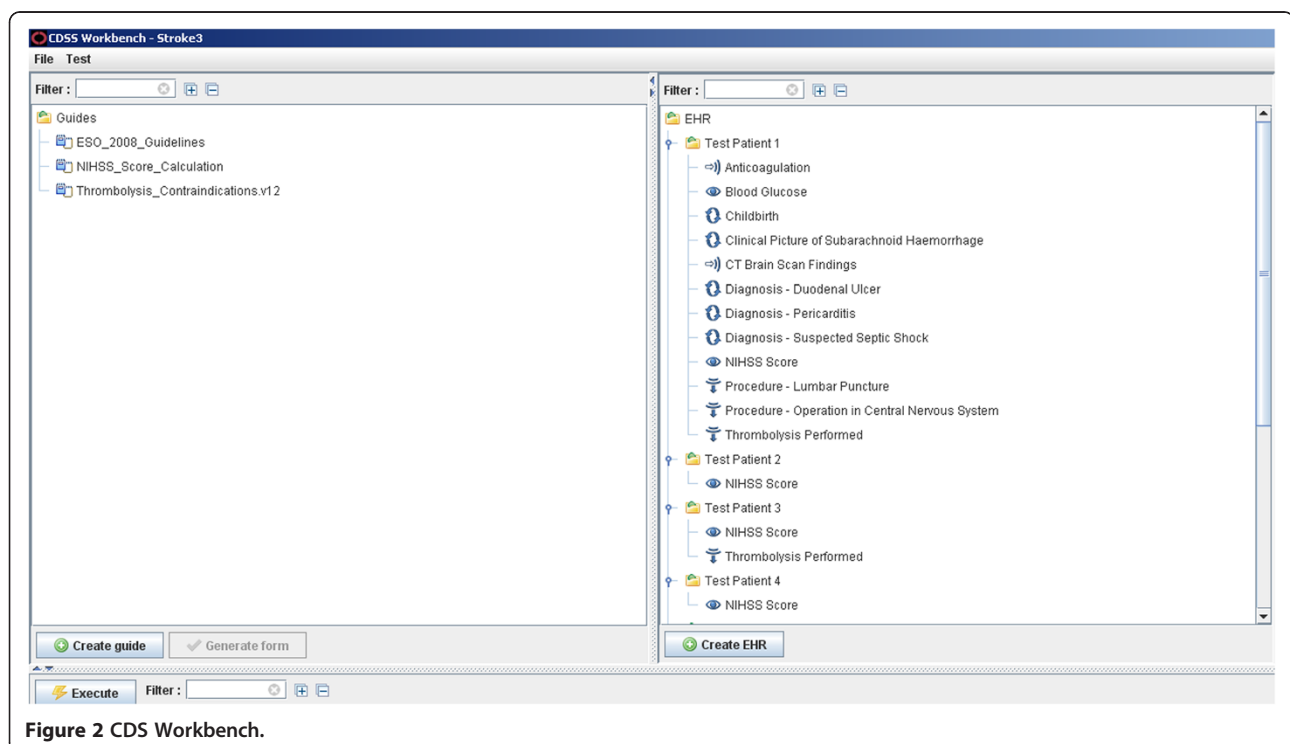 CDSS Workbench - Stroke3
File Test
Filter :
Guides
ESO_2008_Guidelines
NIHSS_Score_Calculation
Thrombolysis_Contraindications.v12
Create guide
Generate form
Filter :
EHR
Test Patient 1
Anticoagulation
Blood Glucose
Childbirth
Clinical Picture of Subarachnoid Haemorrhage
CT Brain Scan Findings
Diagnosis - Duodenal Ulcer
Diagnosis - Pericarditis
Diagnosis - Suspected Septic Shock
NIHSS Score
Procedure - Lumbar Puncture
Procedure - Operation in Central Nervous System
Thrombolysis Performed
Test Patient 2
NIHSS Score
Test Patient 3
NIHSS Score
Thrombolysis Performed
Test Patient 4
NIHSS Score
Create EHR
Execute Filter :
Figure 2 CDS Workbench.